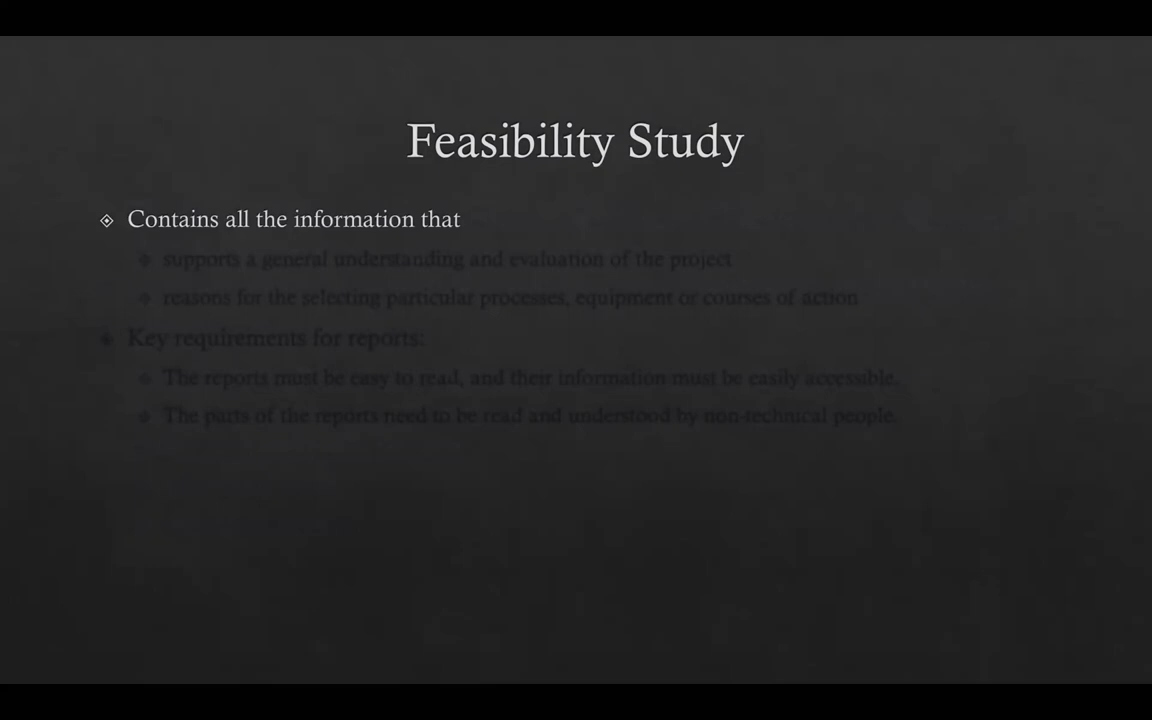 Feasibility Study
Contains all the information that
supports a general understanding and evaluation of the project
reasons for the selecting particular processes, equipment or courses of action
Key requirements for reports:
The reports must be easy to read, and their information must be easily accessible.
The parts of the reports need to be read and understood by non-technical people.